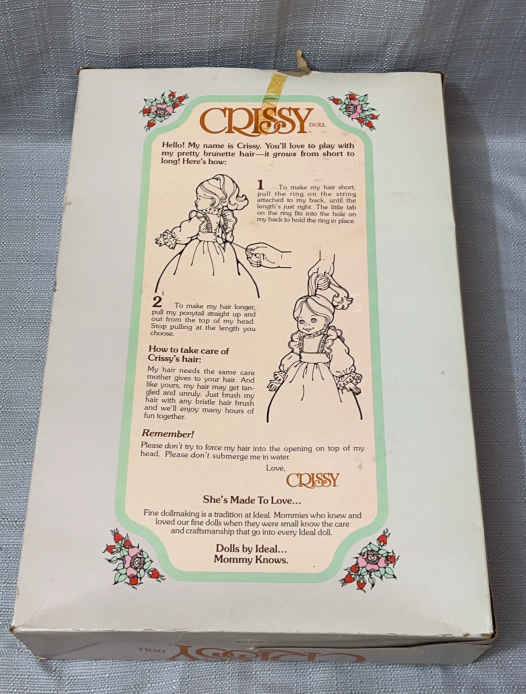 CRISSY DOLL
Hello! My name is Crissy. You'll love to play with
my pretty brunette hair—it grows from short to
long! Here's how:
1 To make my hair short,
pull the ring on the string
attached to my back, until the
length's just right. The little tab
on the ring fits into the hole on
my back to hold the ring in place.
2 To make my hair longer,
pull my ponytail straight up and
out from the top of my head.
Stop pulling at the length you
choose.
How to take care of
Crissy's hair:
My hair needs the same care
mother gives to your hair. And
like yours, my hair may get tan-
gled and unruly. Just brush my
hair with any bristle hair brush
and we'll enjoy many hours of
fun together.
Remember!
Please don't try to force my hair into the opening on top of my
head. Please don't submerge me in water.
Love,
CRISSY
She's Made To Love...
Fine dollmaking is a tradition at Ideal. Mommies who knew and
loved our fine dolls when they were small know the care
and craftsmanship that go into every Ideal doll.
Dolls by Ideal...
Mommy Knows.
CRISSY DOLL